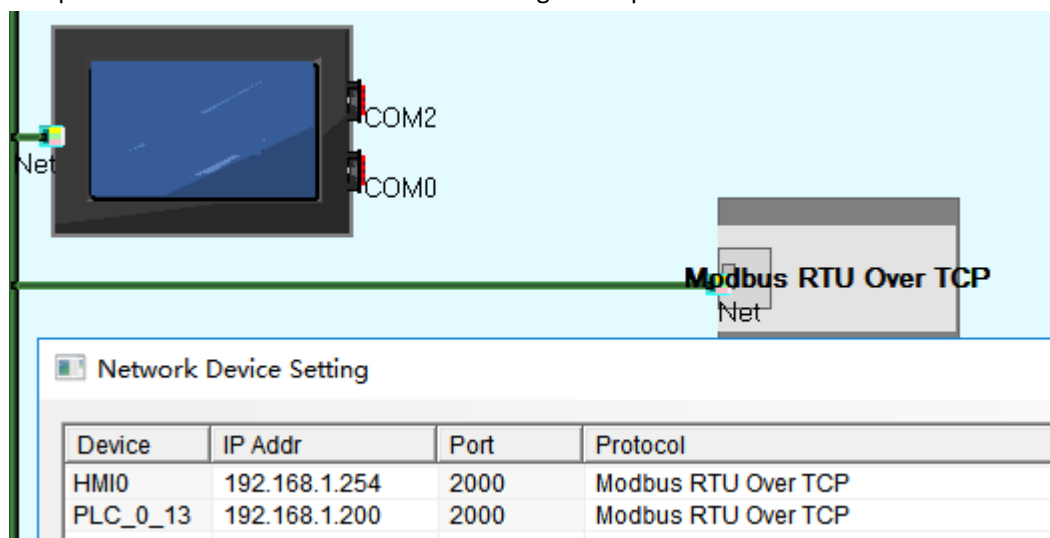 COM2
Net
COM0
Modbus RTU Over TCP
Net
Network Device Setting
Device IP Addr Port Protocol
HMI0 192.168.1.254 2000 Modbus RTU Over TCP
PLC_0_13 192.168.1.200 2000 Modbus RTU Over TCP